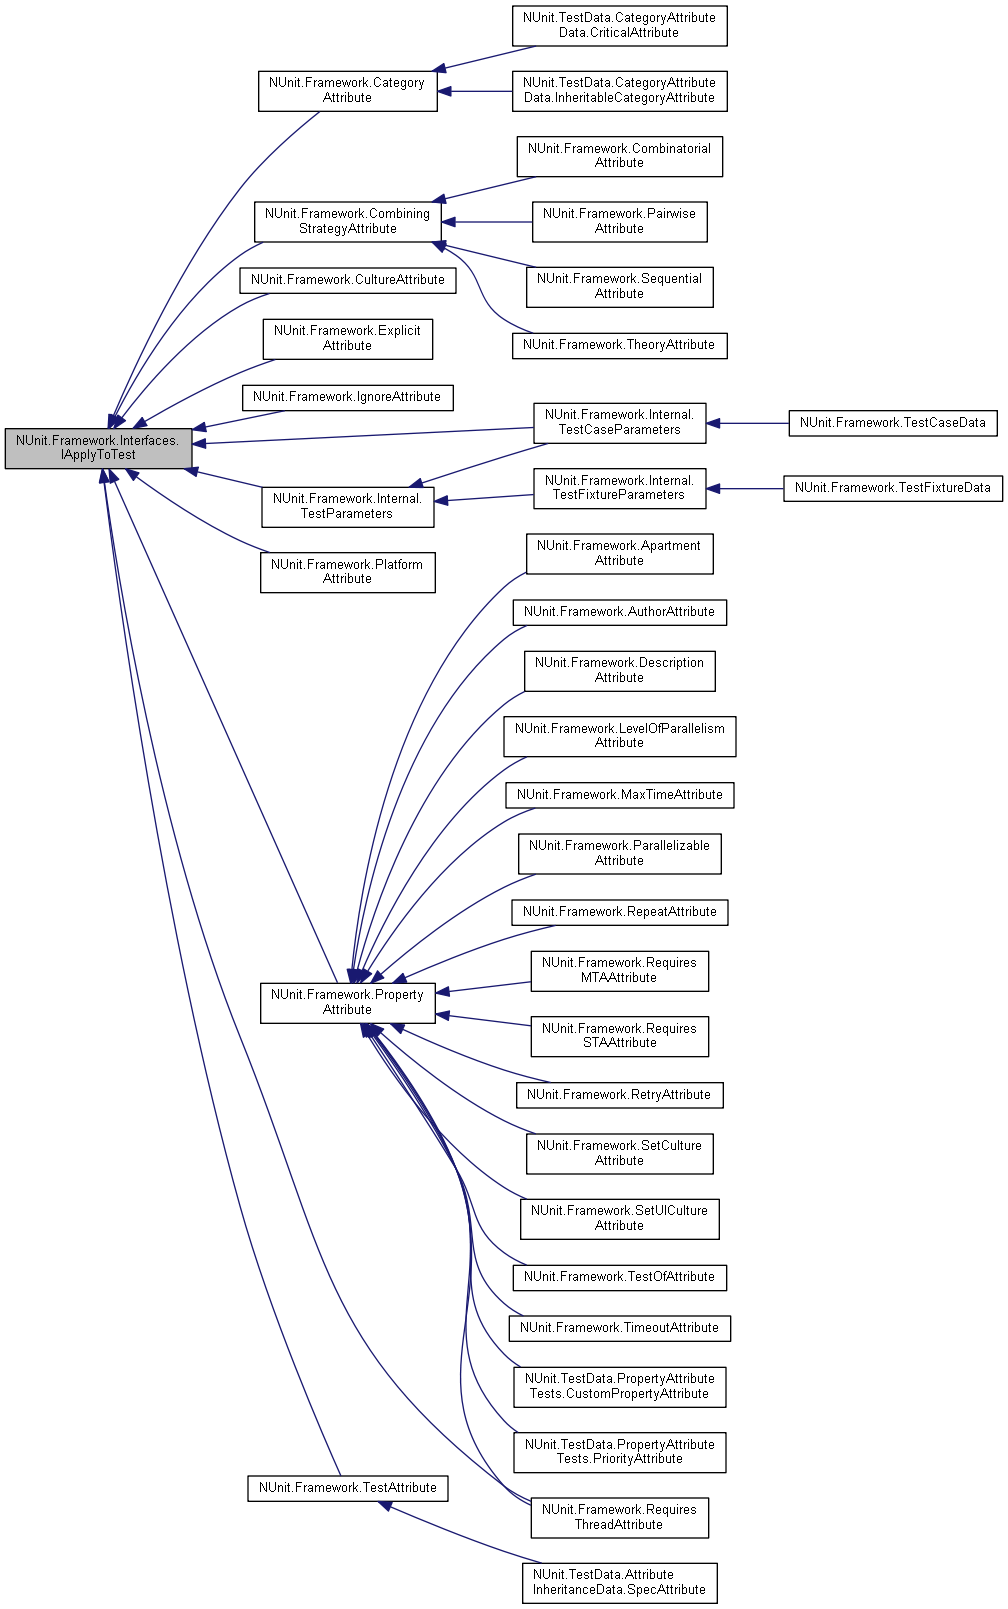 NUnit.TestData.CategoryAttribute
Data.CriticalAttribute
NUnit.Framework.Category
Attribute
NUnit.TestData.CategoryAttribute
Data.InheritableCategoryAttribute
NUnit.Framework.Combinatorial
Attribute
NUnit.Framework.Combining
StrategyAttribute
NUnit.Framework.Pairwise
Attribute
NUnit.Framework.Sequential
Attribute
NUnit.Framework.CultureAttribute
NUnit.Framework.Explicit
Attribute
NUnit.Framework.TheoryAttribute
NUnit.Framework.IgnoreAttribute
NUnit.Framework.Interfaces.
IApplyToTest
NUnit.Framework.Internal.
TestCaseParameters
NUnit.Framework.TestCaseData
NUnit.Framework.Internal.
TestParameters
NUnit.Framework.Internal.
TestFixtureParameters
NUnit.Framework.TestFixtureData
NUnit.Framework.Platform
Attribute
NUnit.Framework.Apartment
Attribute
NUnit.Framework.AuthorAttribute
NUnit.Framework.Description
Attribute
NUnit.Framework.LevelOfParallelism
Attribute
NUnit.Framework.MaxTimeAttribute
NUnit.Framework.Parallelizable
Attribute
NUnit.Framework.RepeatAttribute
NUnit.Framework.Requires
MTAAttribute
NUnit.Framework.Property
Attribute
NUnit.Framework.Requires
STAAttribute
NUnit.Framework.RetryAttribute
NUnit.Framework.SetCulture
Attribute
NUnit.Framework.SetUICulture
Attribute
NUnit.Framework.TestOfAttribute
NUnit.Framework.TimeoutAttribute
NUnit.TestData.PropertyAttribute
Tests.CustomPropertyAttribute
NUnit.TestData.PropertyAttribute
Tests.PriorityAttribute
NUnit.Framework.TestAttribute
NUnit.Framework.Requires
ThreadAttribute
NUnit.TestData.Attribute
InheritanceData.SpecAttribute